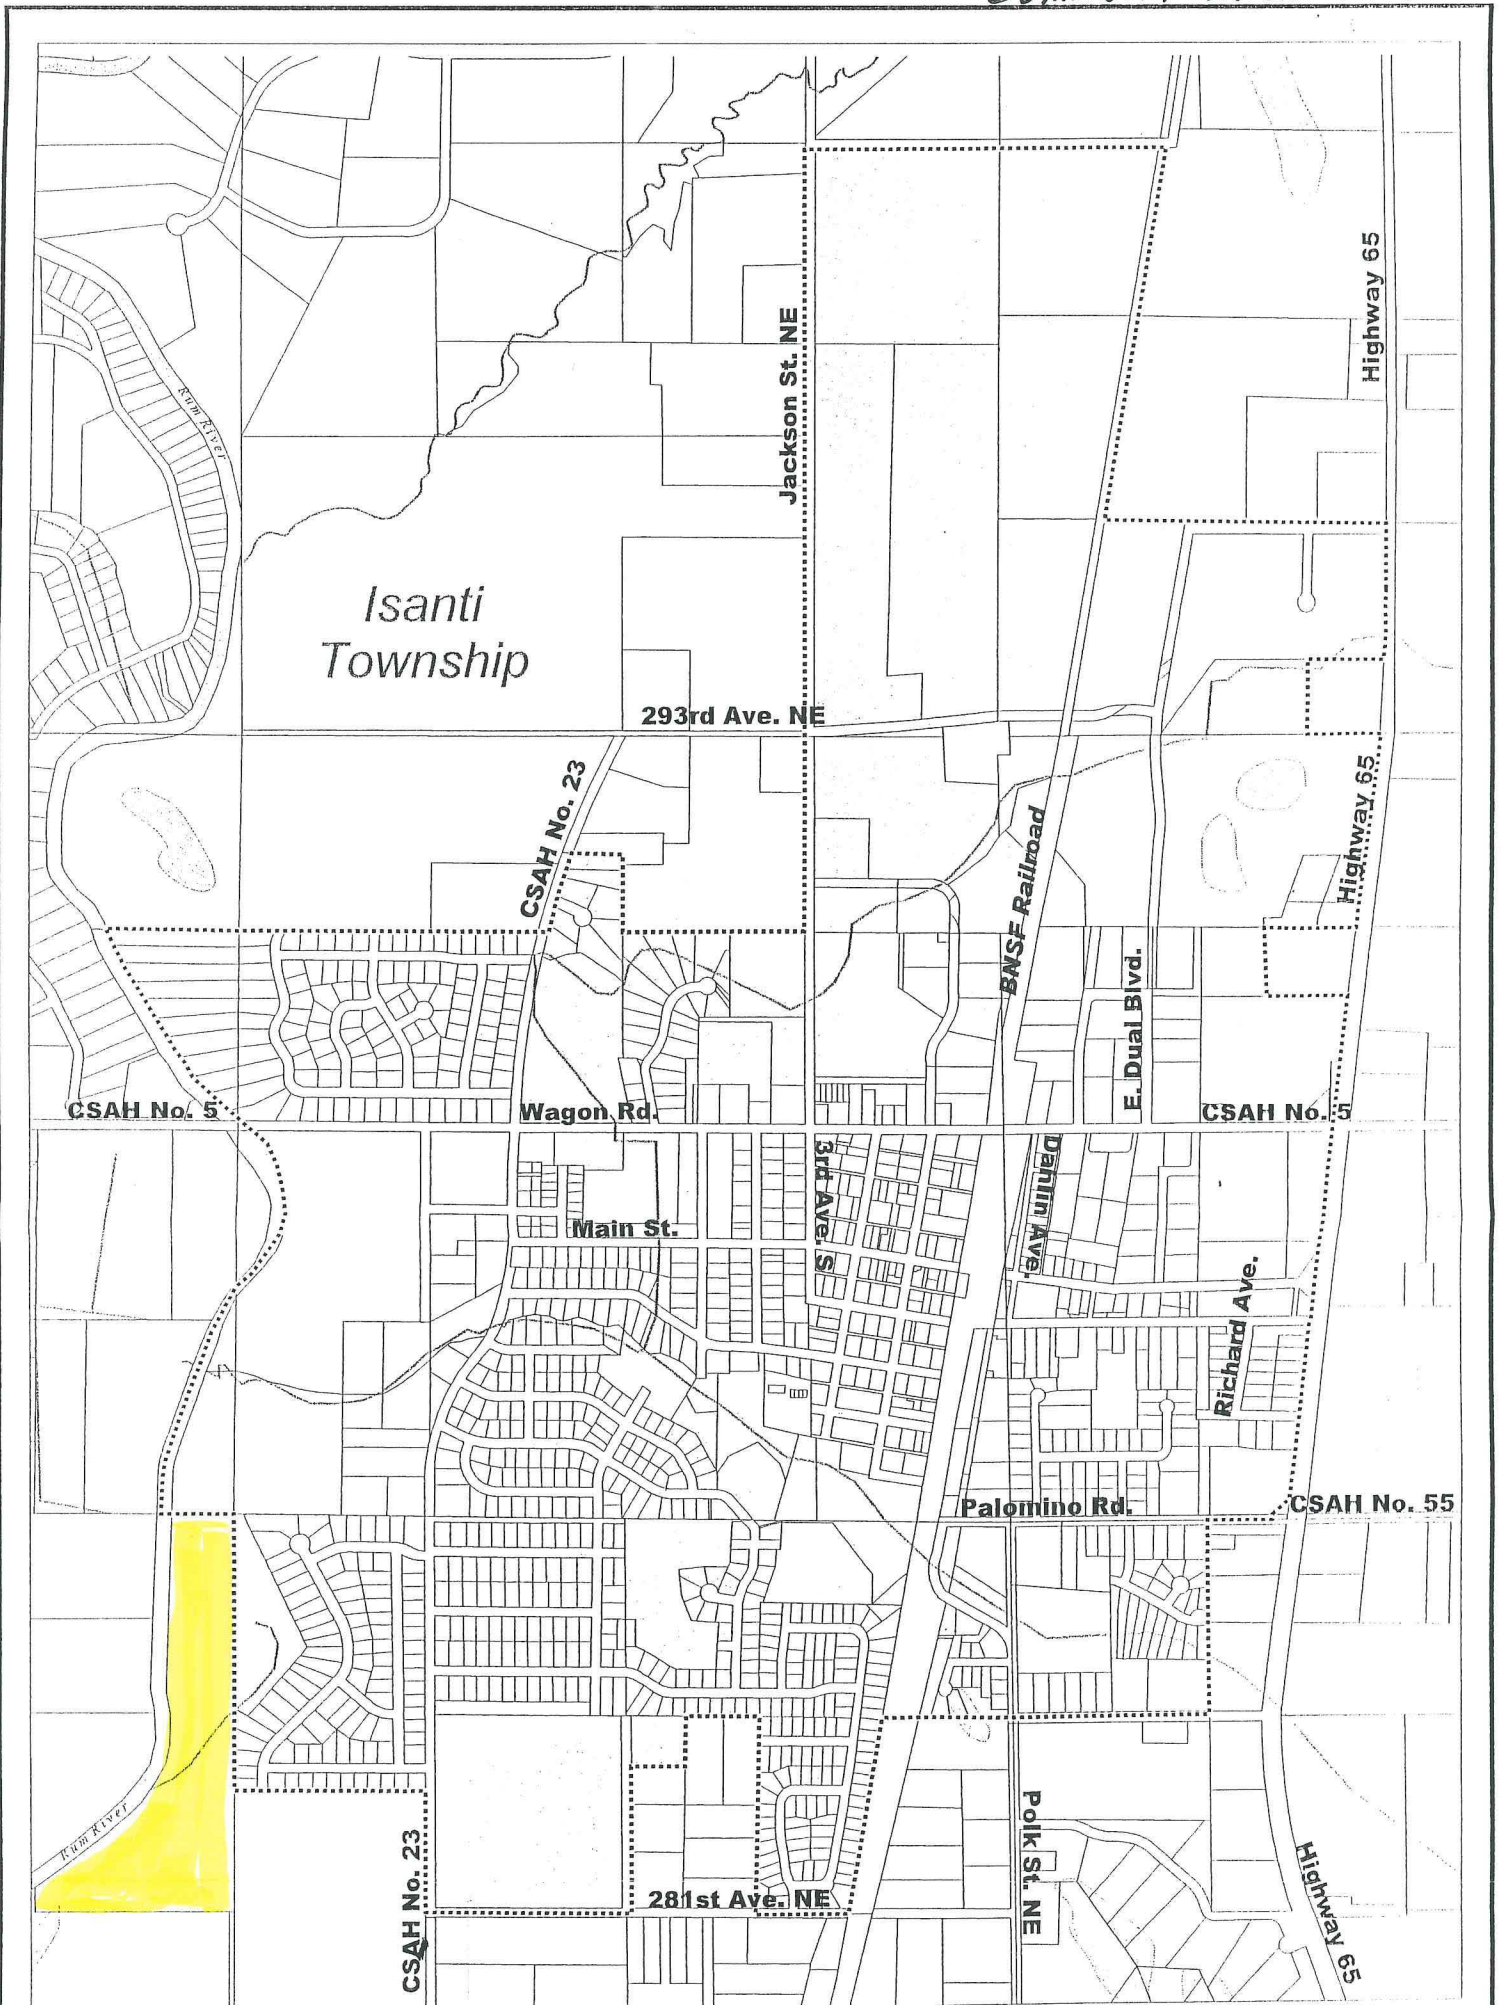 Highway 65
Jackson St. NE
Rum River
Isanti
Township
293rd Ave. NE
CSAH No. 23
Highway 65
BNSF Railroad
E. Dual Blvd.
CSAH No. 5
Wagon Rd.
CSAH No. 5
3rd Ave. S
Dahlin Ave.
Main St.
Richard Ave.
Palomino Rd.
CSAH No. 55
Rum River
CSAH No. 23
281st Ave. NE
Polk St. NE
Highway 65